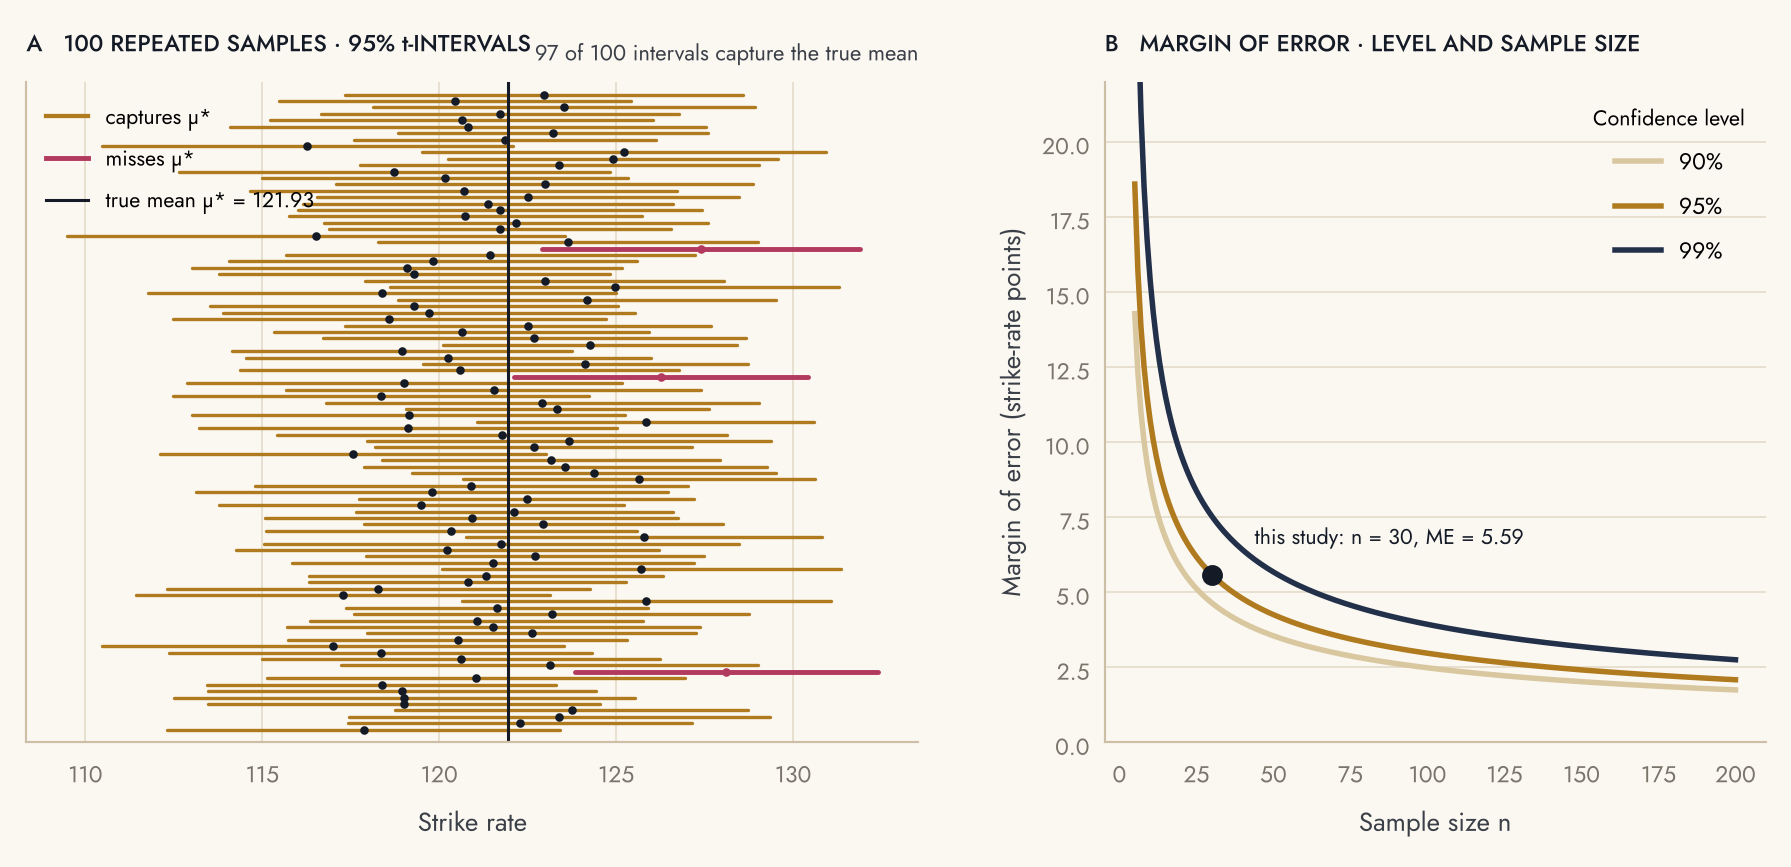 A 100 REPEATED SAMPLES · 95% t-INTERVALS
97 of 100 intervals capture the true mean
captures µ*
misses µ*
true mean µ* = 121.93
110 115 120 125 130
Strike rate
B MARGIN OF ERROR · LEVEL AND SAMPLE SIZE
Confidence level
90%
95%
99%
20.0
17.5
15.0
12.5
10.0
7.5
5.0
2.5
0.0
Margin of error (strike-rate points)
this study: n = 30, ME = 5.59
0 25 50 75 100 125 150 175 200
Sample size n